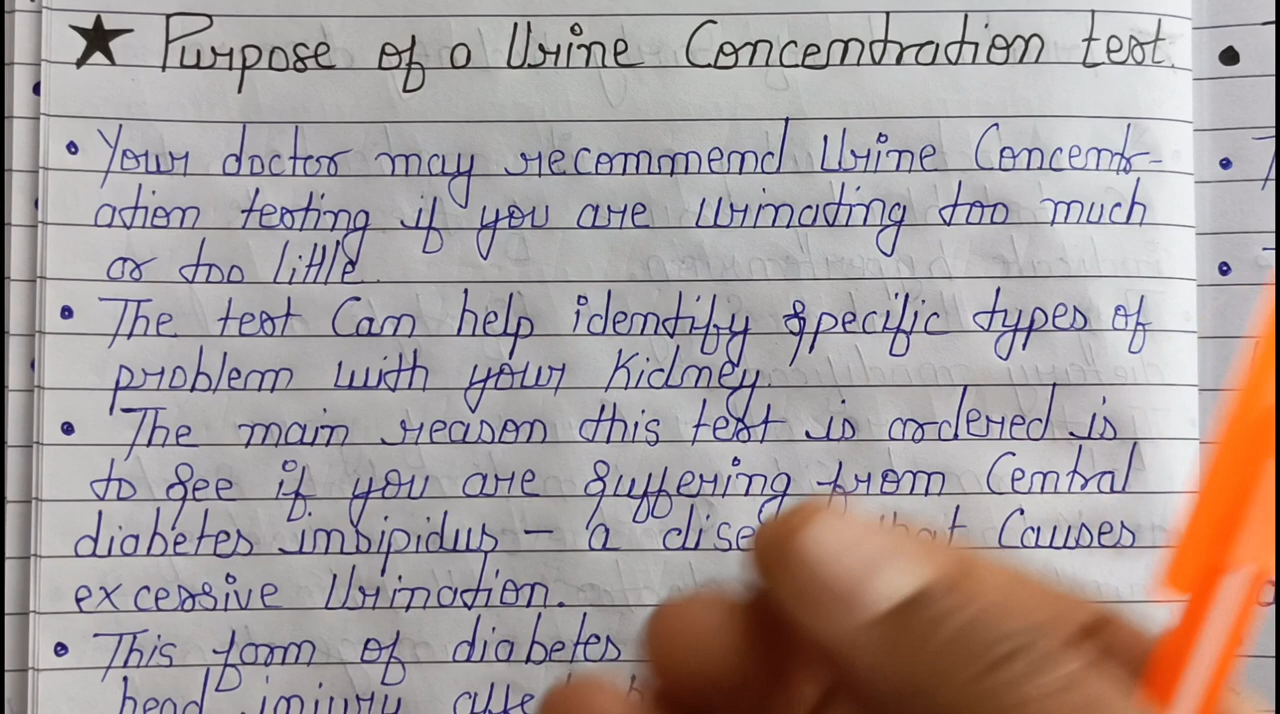 ★ Purpose of a Urine Concentration test.
• Your doctor may recommend Urine Concentr-
ation testing if you are urinating too much
or too little.
• The test Can help identify specific types of
problem with your Kidney.
• The main reason this test is ordered is
to see if you are suffering from Central
diabetes insipidus - a that Causes
excessive Urination.
• This form of diabetes
head injury